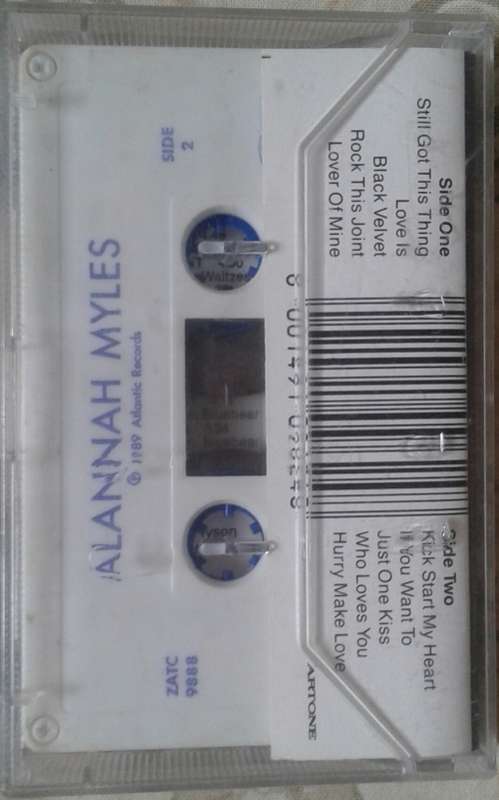 Side One
Still Got This Thing
Love Is
Black Velvet
Rock This Joint
Lover Of Mine
Side Two
Kick Start My Heart
If You Want To
Just One Kiss
Who Loves You
Hurry Make Love
ARTONE
SIDE
2
ALANNAH MYLES
℗ 1989 Atlantic Records
ZATC
9888
Waltzes
Tyson